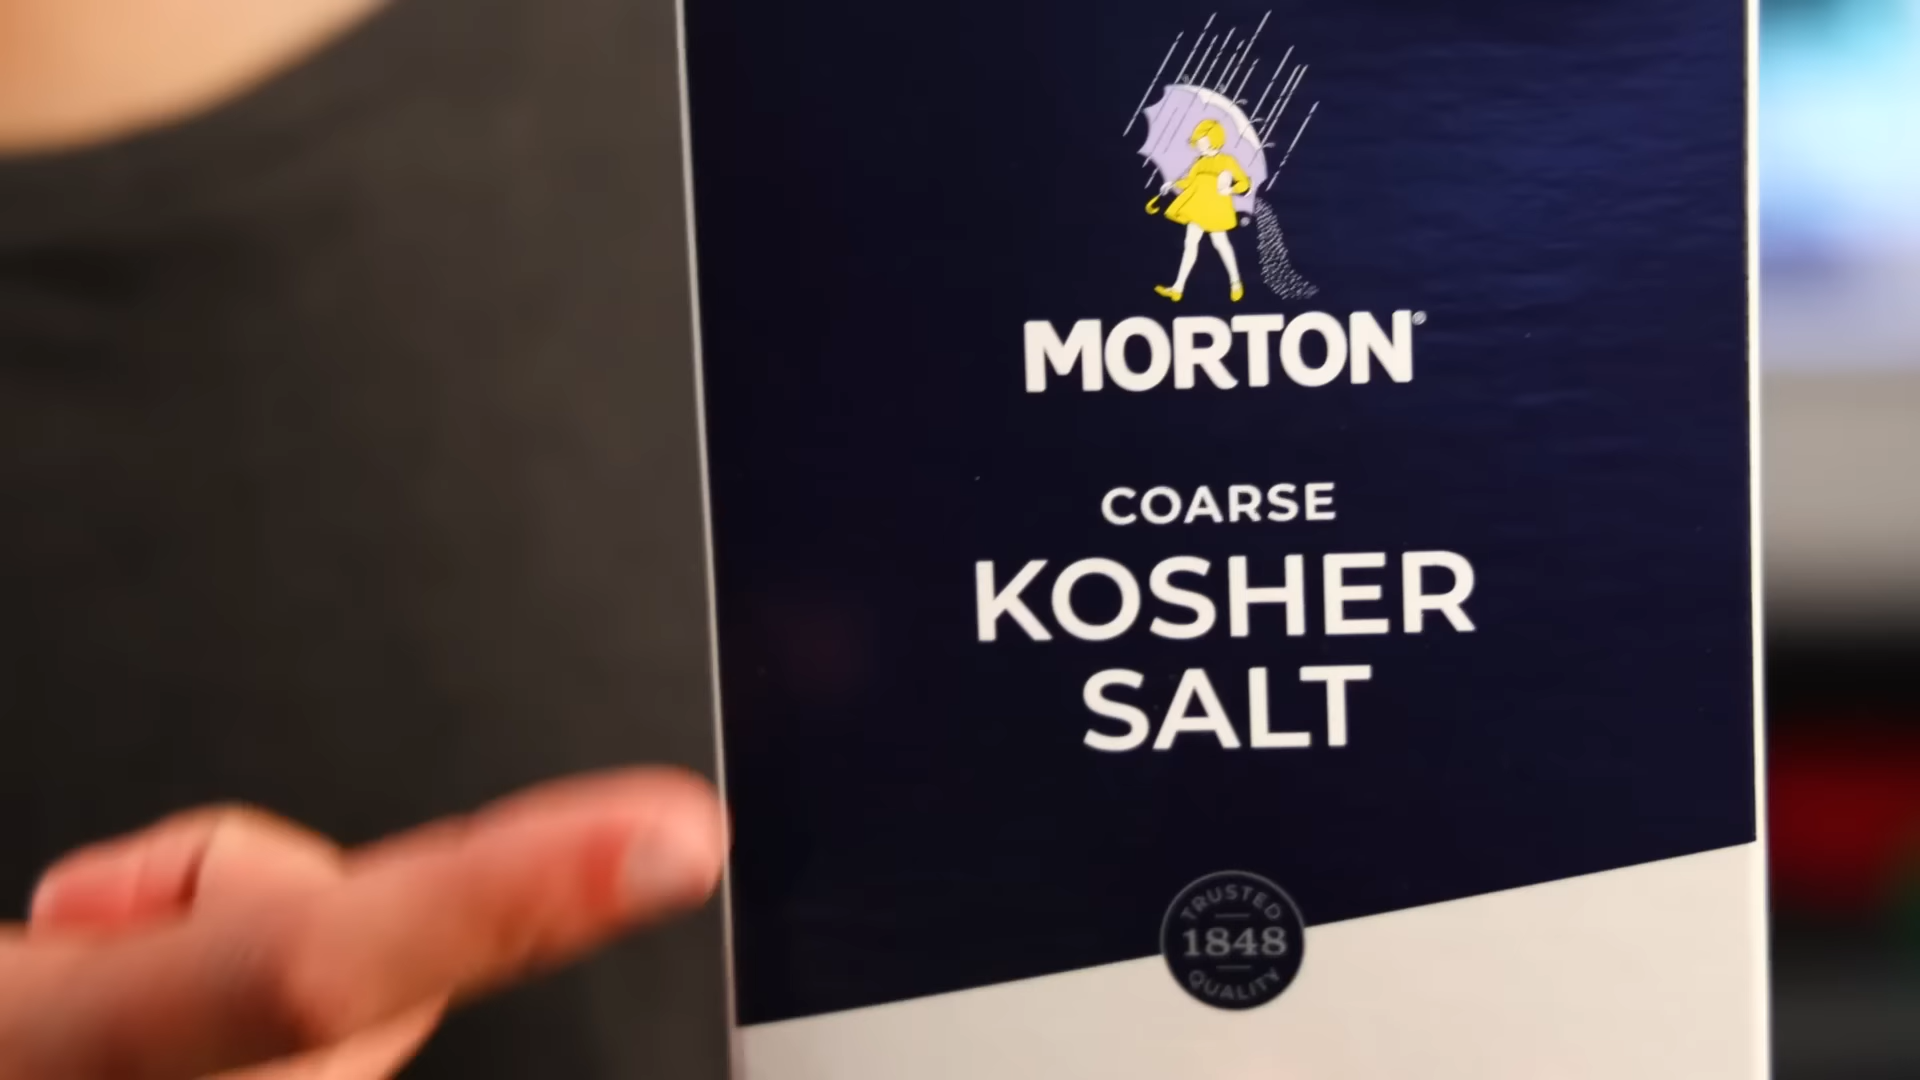 MORTON®
COARSE
KOSHER
SALT
TRUSTED
1848
QUALITY